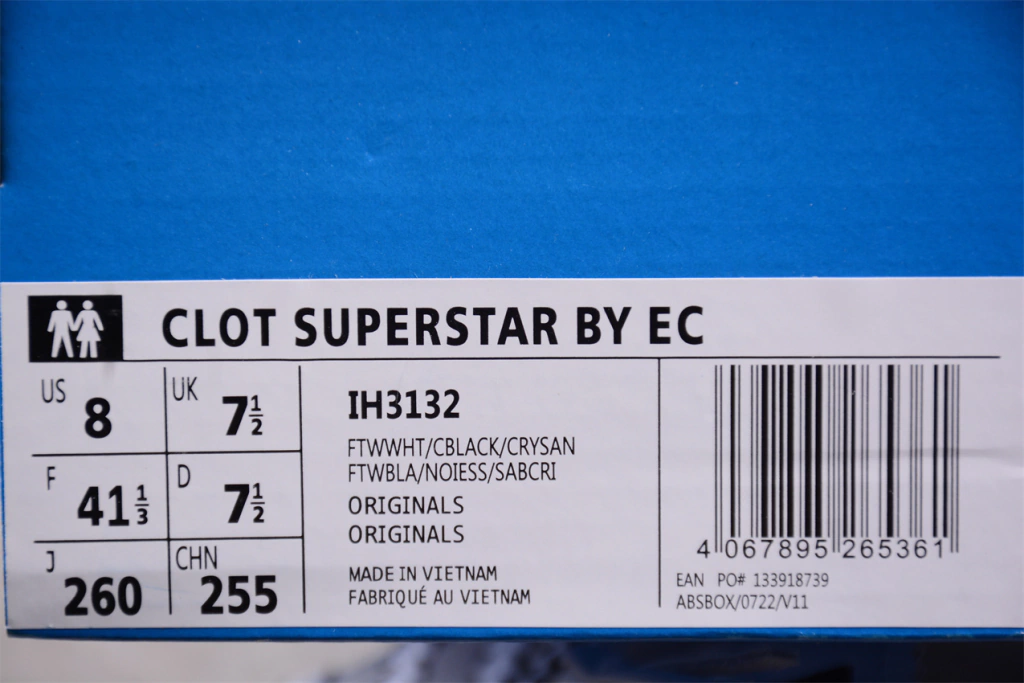 CLOT SUPERSTAR BY EC
US 8
UK 7½
F 41⅓
D 7½
J 260
CHN 255
IH3132
FTWWHT/CBLACK/CRYSAN
FTWBLA/NOIESS/SABCRI
ORIGINALS
ORIGINALS
MADE IN VIETNAM
FABRIQUÉ AU VIETNAM
4 067895 265361
EAN PO# 133918739
ABSBOX/0722/V11